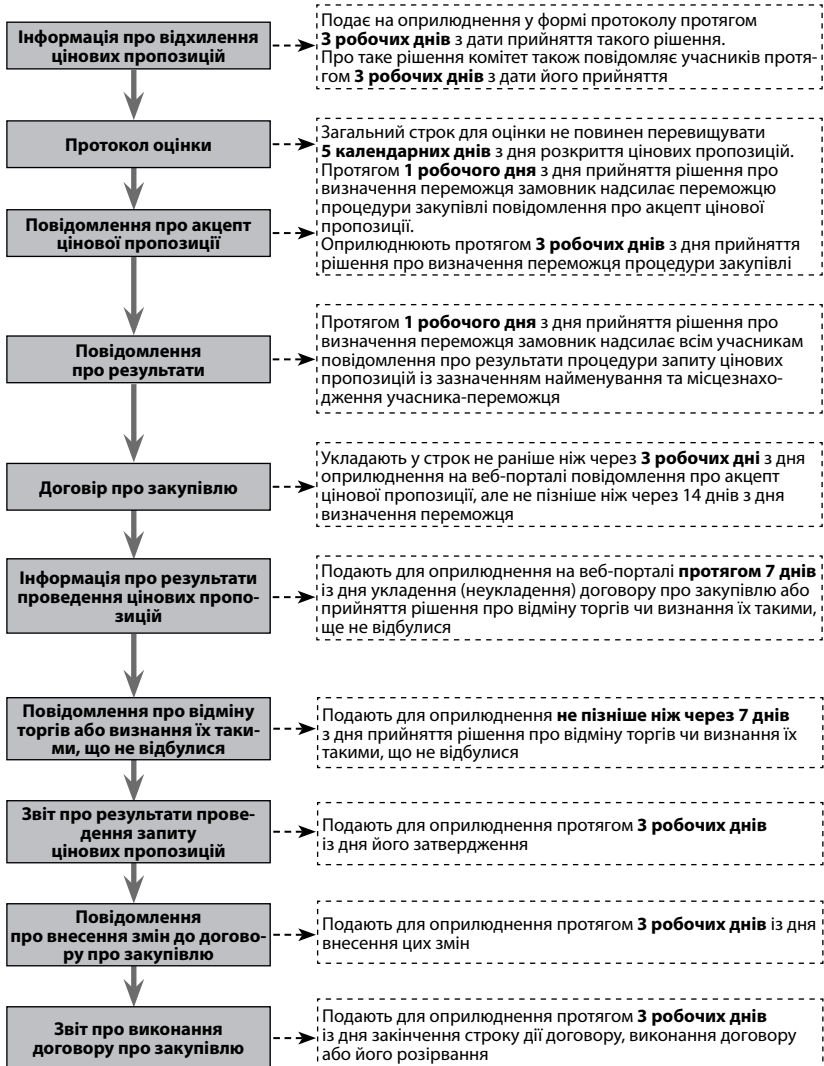 Інформація про відхилення
цінових пропозицій
Подає на оприлюднення у формі протоколу протягом
3 робочих днів з дати прийняття такого рішення.
Про таке рішення комітет також повідомляє учасників протя-
гом 3 робочих днів з дати його прийняття
Протокол оцінки
Повідомлення про акцепт
цінової пропозиції
Загальний строк для оцінки не повинен перевищувати
5 календарних днів з дня розкриття цінових пропозицій.
Протягом 1 робочого дня з дня прийняття рішення про
визначення переможця замовник надсилає переможцю
процедури закупівлі повідомлення про акцепт цінової
пропозиції.
Оприлюднюють протягом 3 робочих днів з дня прийняття
рішення про визначення переможця процедури закупівлі
Повідомлення
про результати
Протягом 1 робочого дня з дня прийняття рішення про
визначення переможця замовник надсилає всім учасникам
повідомлення про результати процедури запиту цінових
пропозицій із зазначенням найменування та місцезнахо-
дження учасника-переможця
Договір про закупівлю
Укладають у строк не раніше ніж через 3 робочих дні з дня
оприлюднення на веб-порталі повідомлення про акцепт
цінової пропозиції, але не пізніше ніж через 14 днів з дня
визначення переможця
Інформація про результати
проведення цінових пропо-
зицій
Подають для оприлюднення на веб-порталі протягом 7 днів
із дня укладення (неукладення) договору про закупівлю або
прийняття рішення про відміну торгів чи визнання їх такими,
ще не відбулися
Повідомлення про відміну
торгів або визнання їх таки-
ми, що не відбулися
Подають для оприлюднення не пізніше ніж через 7 днів
з дня прийняття рішення про відміну торгів чи визнання їх
такими, що не відбулися
Звіт про результати прове-
дення запиту
цінових пропозицій
Подають для оприлюднення протягом 3 робочих днів
із дня його затвердження
Повідомлення
про внесення змін до догово-
ру про закупівлю
Подають для оприлюднення протягом 3 робочих днів із дня
внесення цих змін
Звіт про виконання
договору про закупівлю
Подають для оприлюднення протягом 3 робочих днів
із дня закінчення строку дії договору, виконання договору
або його розірвання